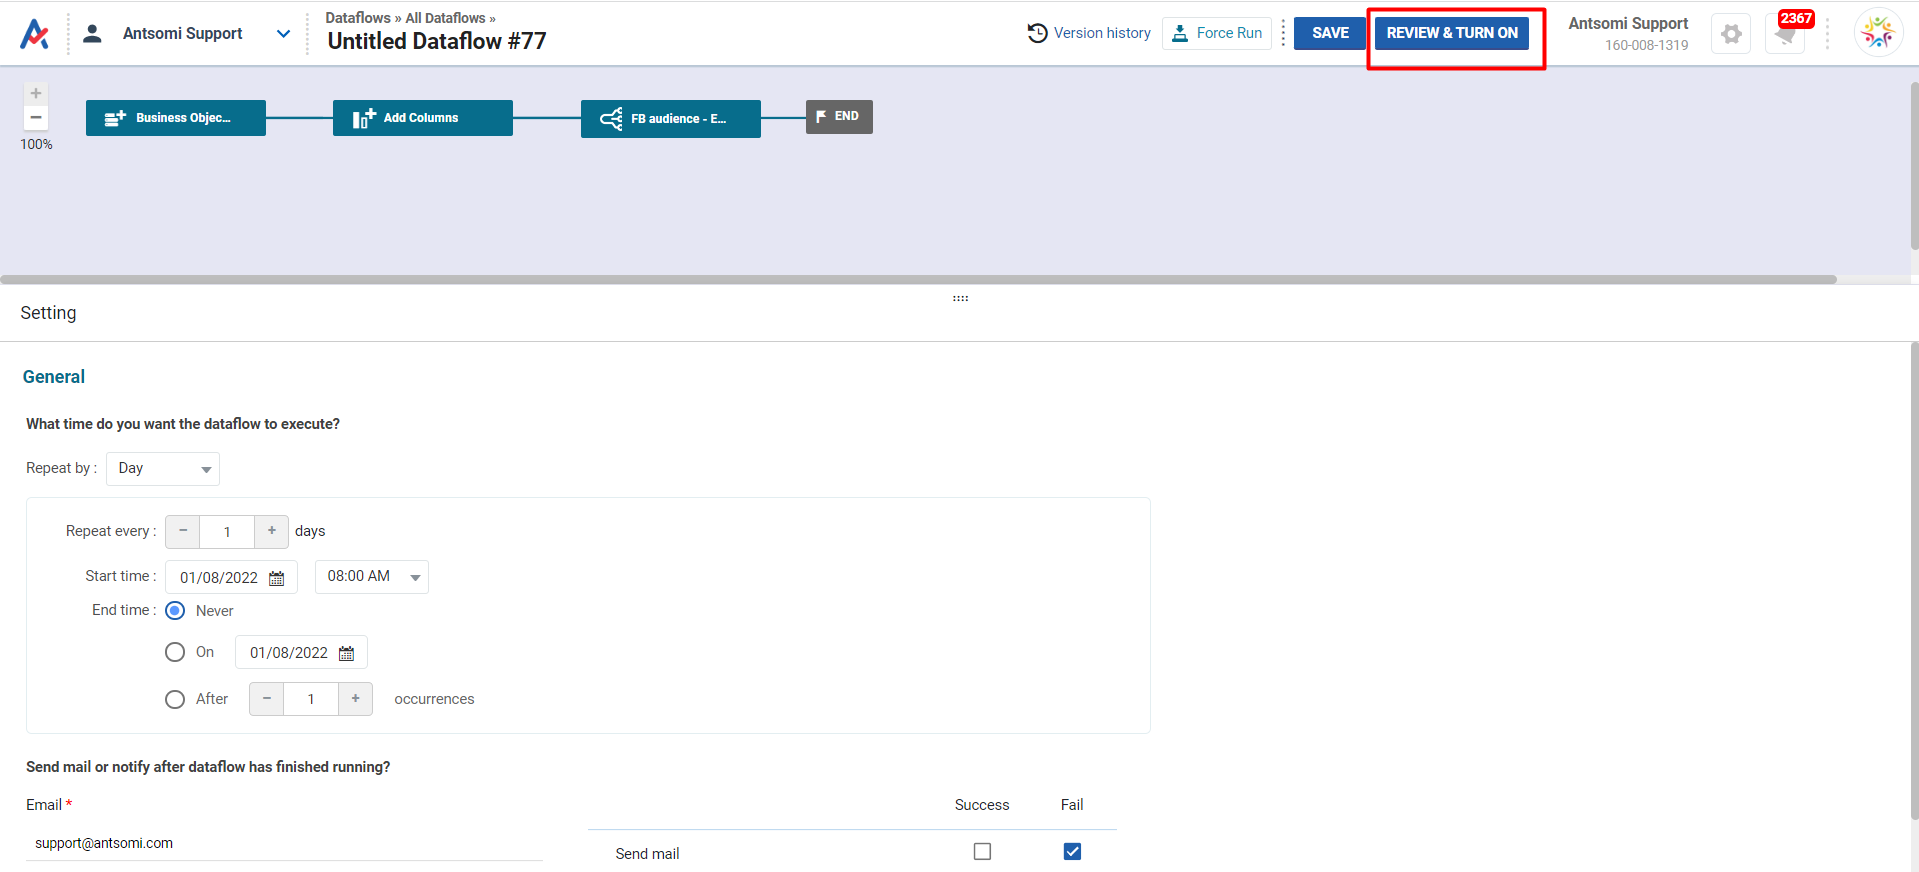 Antsomi Support
Dataflows » All Dataflows »
Untitled Dataflow #77
Version history
Force Run
SAVE
REVIEW & TURN ON
Antsomi Support
160-008-1319
2367
+
−
100%
Business Objec...
Add Columns
FB audience - E...
END
Setting
General
What time do you want the dataflow to execute?
Repeat by : Day
Repeat every : − 1 + days
Start time : 01/08/2022 08:00 AM
End time : Never
On 01/08/2022
After − 1 + occurrences
Send mail or notify after dataflow has finished running?
Email * Success Fail
support@antsomi.com
Send mail